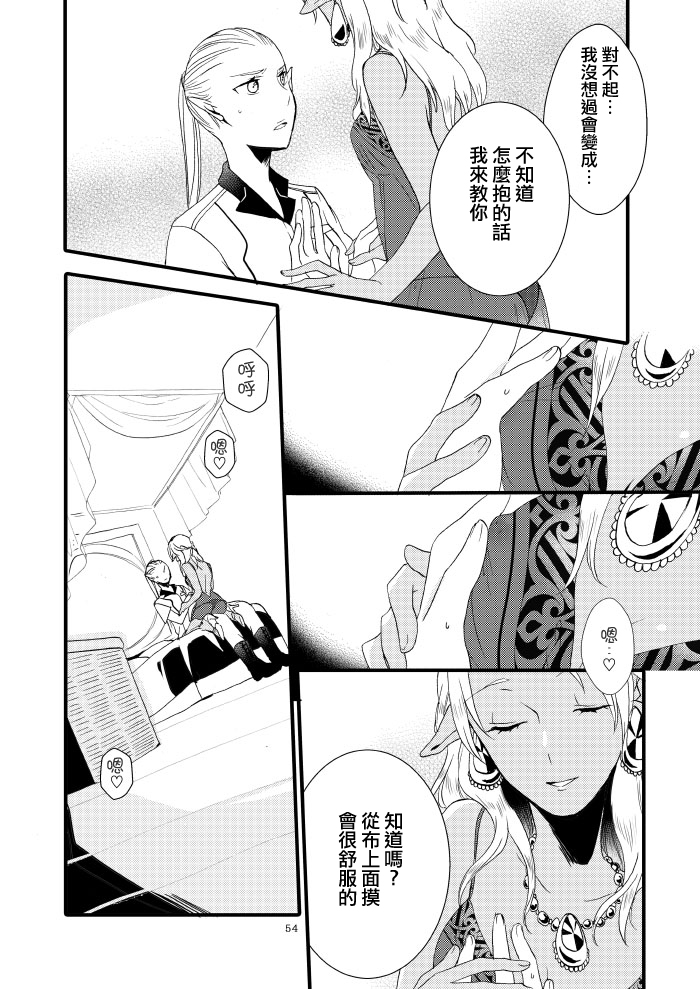 對不起…
我沒想過會變成…
不知道
怎麼抱的話
我來教你
嗯…♡
呼
呼
嗯♡
嗯♡
知道嗎？
從布上面摸
會很舒服的
54